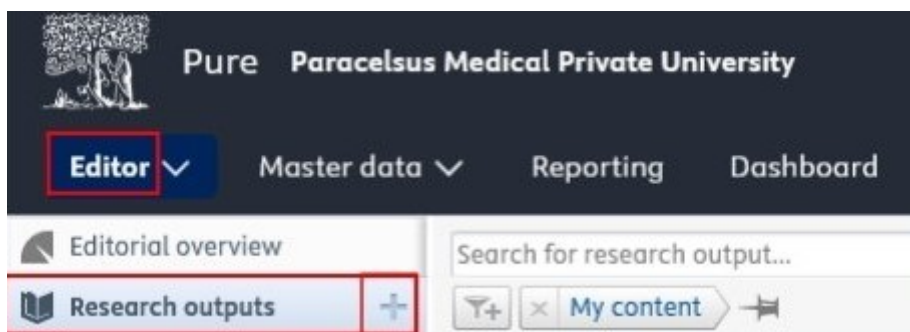 Pure Paracelsus Medical Private University
Editor Master data Reporting Dashboard
Editorial overview
Search for research output...
Research outputs
My content